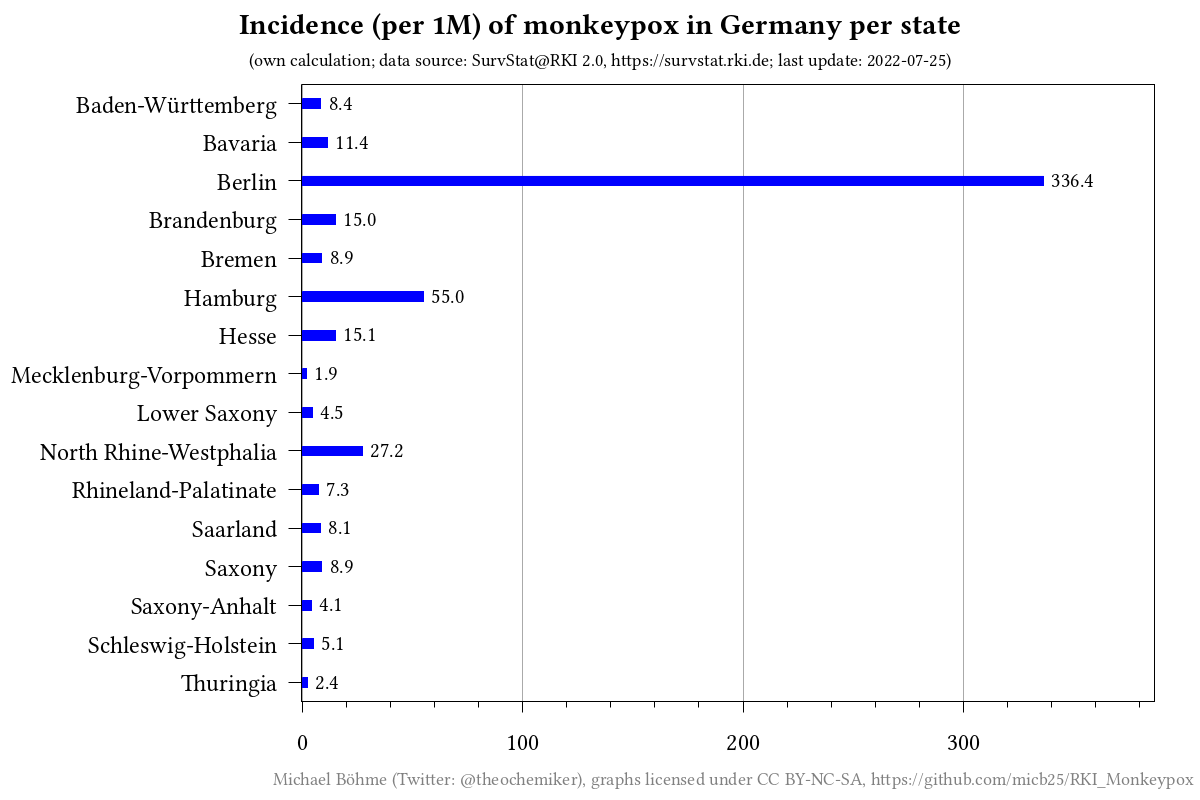 Incidence (per 1M) of monkeypox in Germany per state
(own calculation; data source: SurvStat@RKI 2.0, https://survstat.rki.de; last update: 2022-07-25)
Baden-Württemberg 8.4
Bavaria 11.4
Berlin 336.4
Brandenburg 15.0
Bremen 8.9
Hamburg 55.0
Hesse 15.1
Mecklenburg-Vorpommern 1.9
Lower Saxony 4.5
North Rhine-Westphalia 27.2
Rhineland-Palatinate 7.3
Saarland 8.1
Saxony 8.9
Saxony-Anhalt 4.1
Schleswig-Holstein 5.1
Thuringia 2.4
0 100 200 300
Michael Böhme (Twitter: @theochemiker), graphs licensed under CC BY-NC-SA, https://github.com/micb25/RKI_Monkeypox